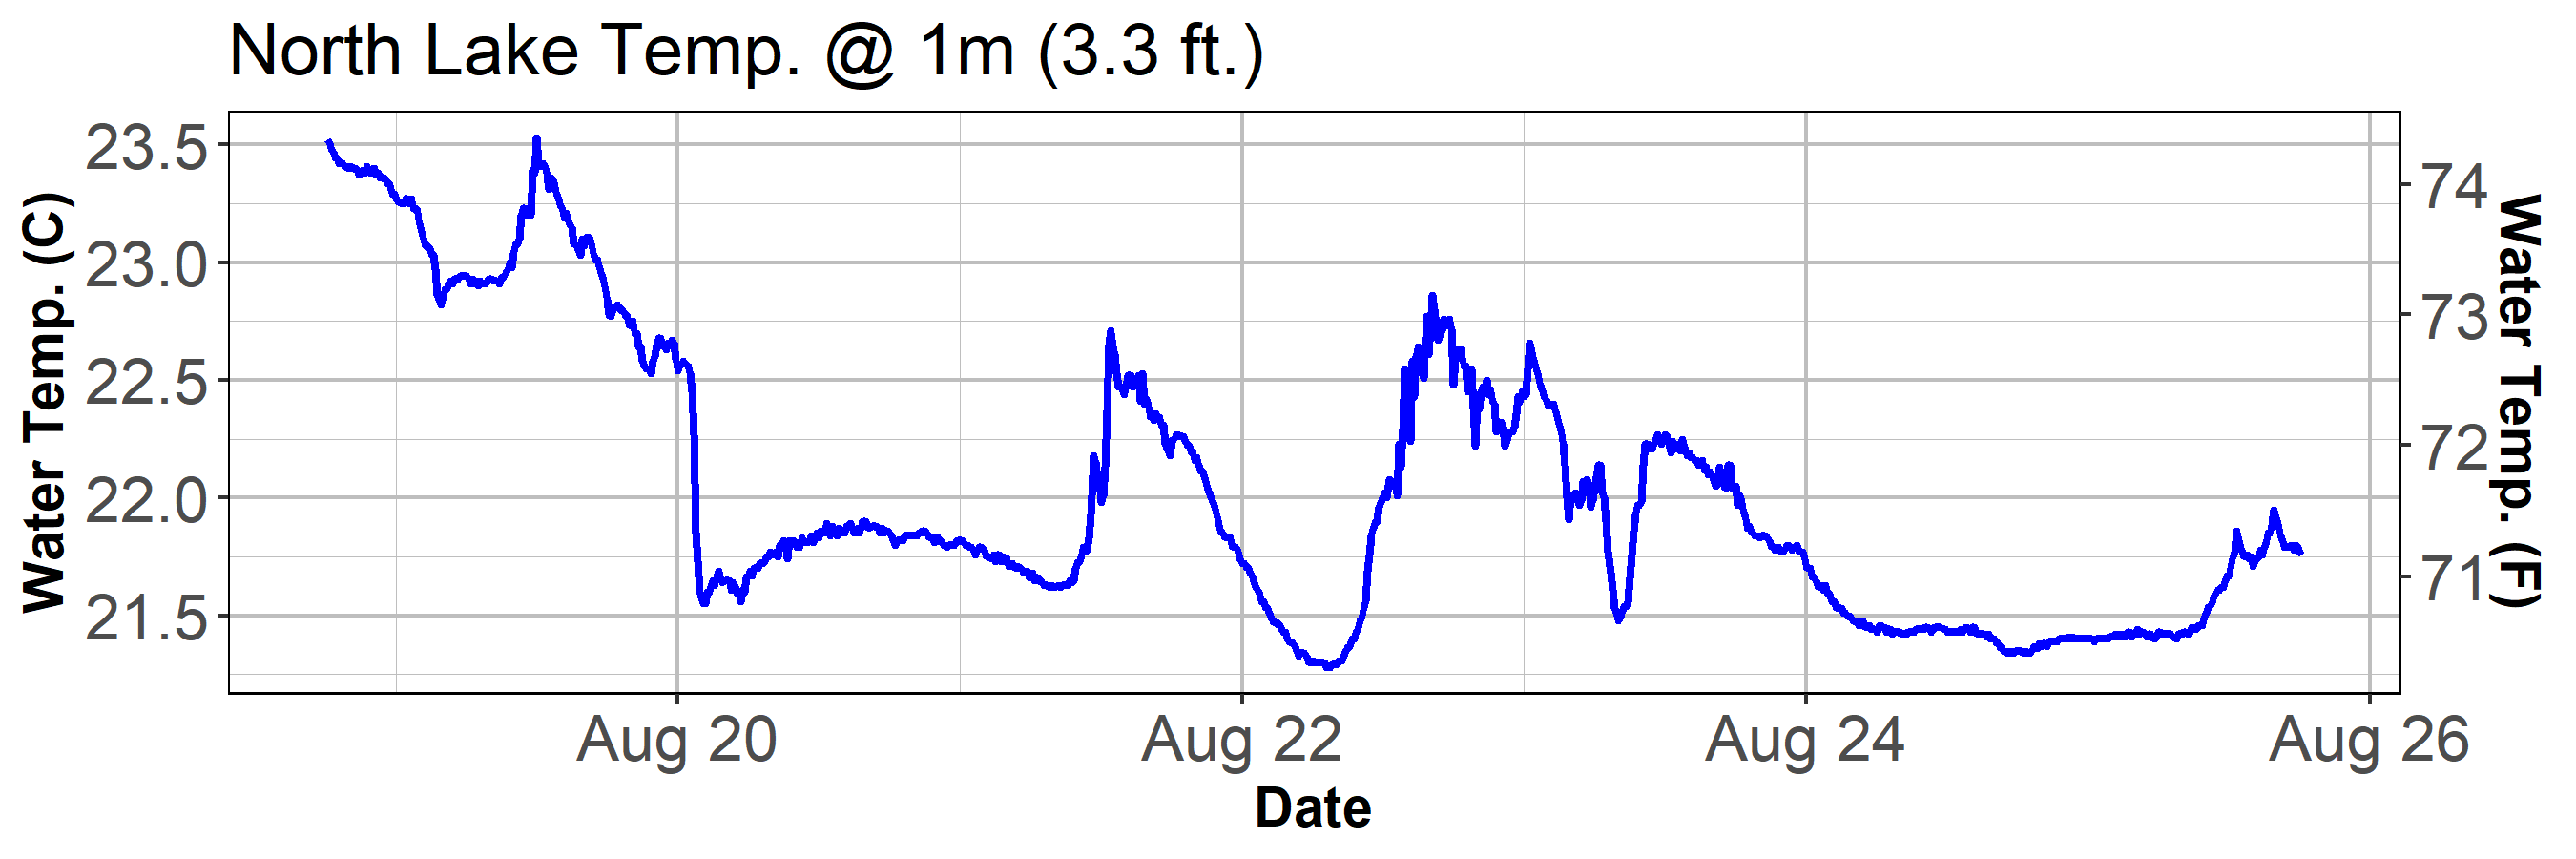 North Lake Temp. @ 1m (3.3 ft.)
Water Temp. (C)
23.5
23.0
22.5
22.0
21.5
74
73
72
71
Water Temp. (F)
Aug 20
Aug 22
Aug 24
Aug 26
Date